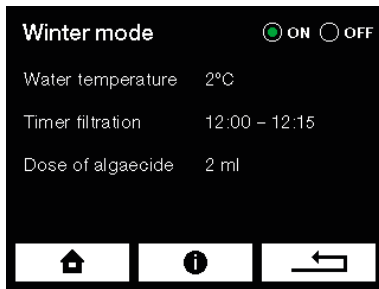 Winter mode ON OFF
Water temperature 2°C
Timer filtration 12:00 – 12:15
Dose of algaecide 2 ml